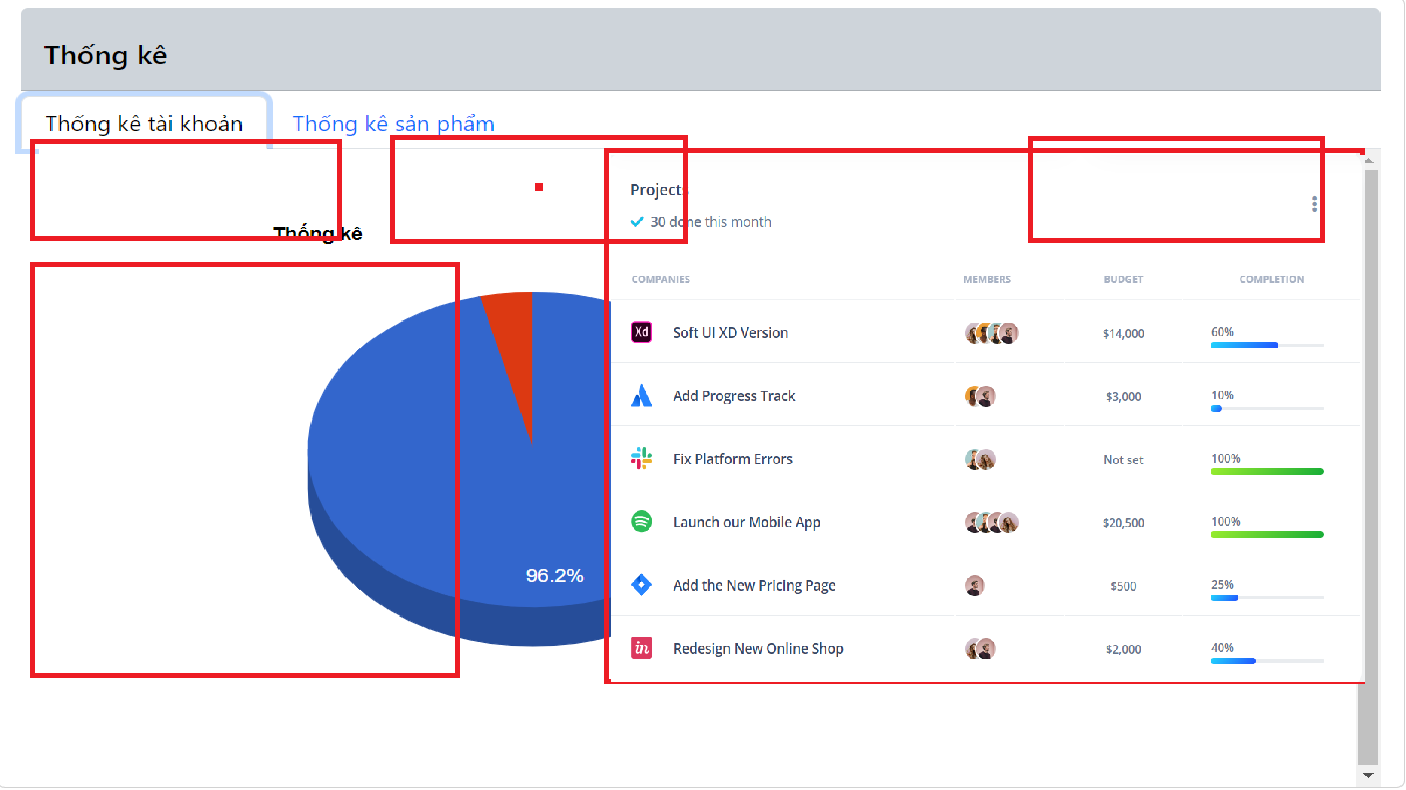 Thống kê
Thống kê tài khoản
Thống kê sản phẩm
Thống kê
96.2%
Projects
30 done this month
COMPANIES MEMBERS BUDGET COMPLETION
Xd Soft UI XD Version $14,000 60%
Add Progress Track $3,000 10%
Fix Platform Errors Not set 100%
Launch our Mobile App $20,500 100%
Add the New Pricing Page $500 25%
in Redesign New Online Shop $2,000 40%